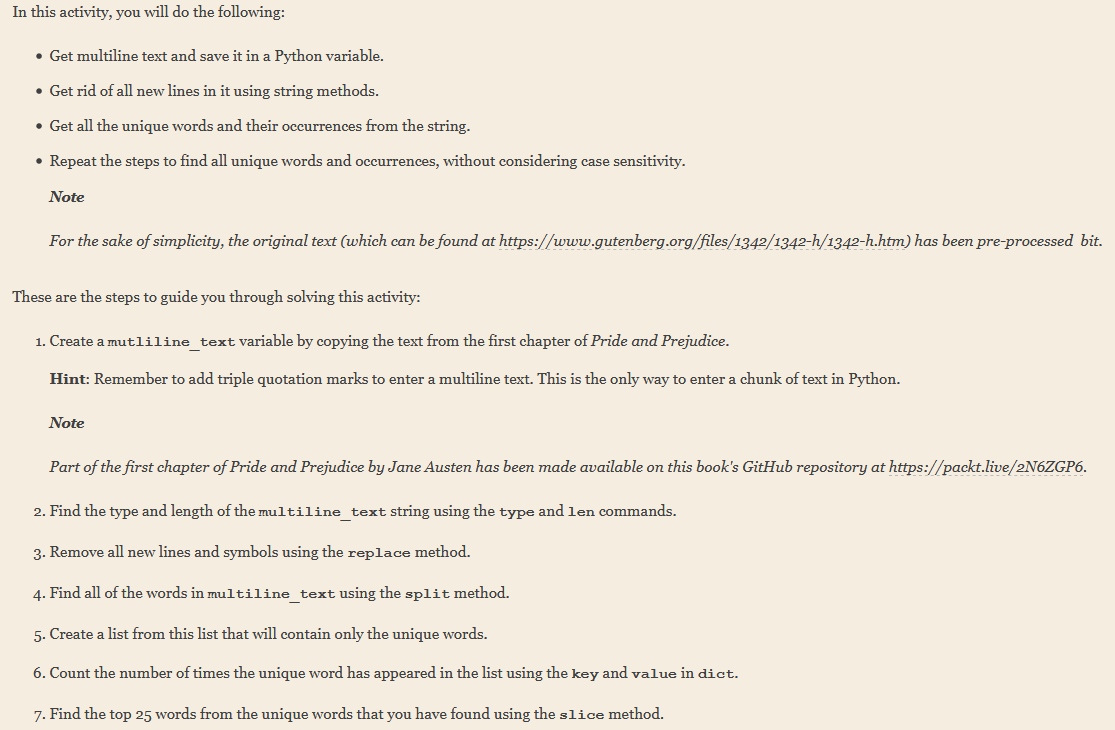 In this activity, you will do the following:
• Get multiline text and save it in a Python variable.
• Get rid of all new lines in it using string methods.
• Get all the unique words and their occurrences from the string.
• Repeat the steps to find all unique words and occurrences, without considering case sensitivity.
Note
For the sake of simplicity, the original text (which can be found at https://www.gutenberg.org/files/1342/1342-h/1342-h.htm) has been pre-processed bit.
These are the steps to guide you through solving this activity:
1. Create a mutliline_text variable by copying the text from the first chapter of Pride and Prejudice.
Hint: Remember to add triple quotation marks to enter a multiline text. This is the only way to enter a chunk of text in Python.
Note
Part of the first chapter of Pride and Prejudice by Jane Austen has been made available on this book's GitHub repository at https://packt.live/2N6ZGP6.
2. Find the type and length of the multiline_text string using the type and len commands.
3. Remove all new lines and symbols using the replace method.
4. Find all of the words in multiline_text using the split method.
5. Create a list from this list that will contain only the unique words.
6. Count the number of times the unique word has appeared in the list using the key and value in dict.
7. Find the top 25 words from the unique words that you have found using the slice method.